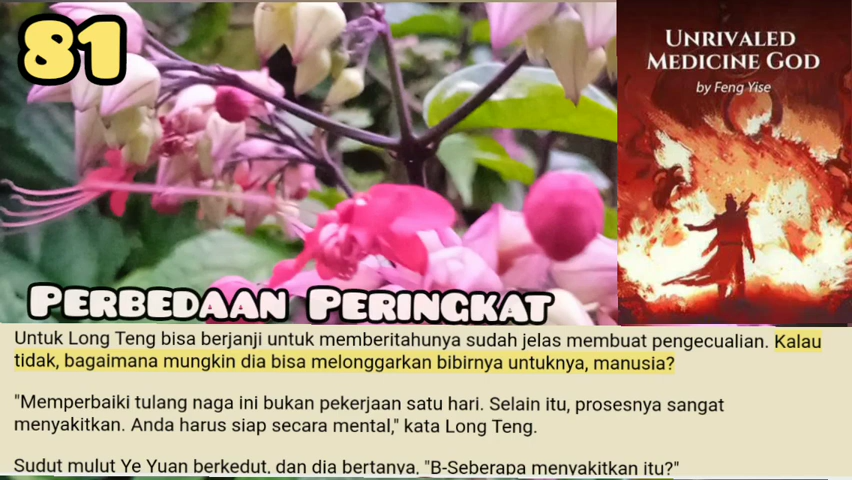 81
UNRIVALED
MEDICINE GOD
by Feng Yise
PERBEDAAN PERINGKAT
Untuk Long Teng bisa berjanji untuk memberitahunya sudah jelas membuat pengecualian. Kalau
tidak, bagaimana mungkin dia bisa melonggarkan bibirnya untuknya, manusia?
"Memperbaiki tulang naga ini bukan pekerjaan satu hari. Selain itu, prosesnya sangat
menyakitkan. Anda harus siap secara mental," kata Long Teng.
Sudut mulut Ye Yuan berkedut, dan dia bertanya, "B-Seberapa menyakitkan itu?"